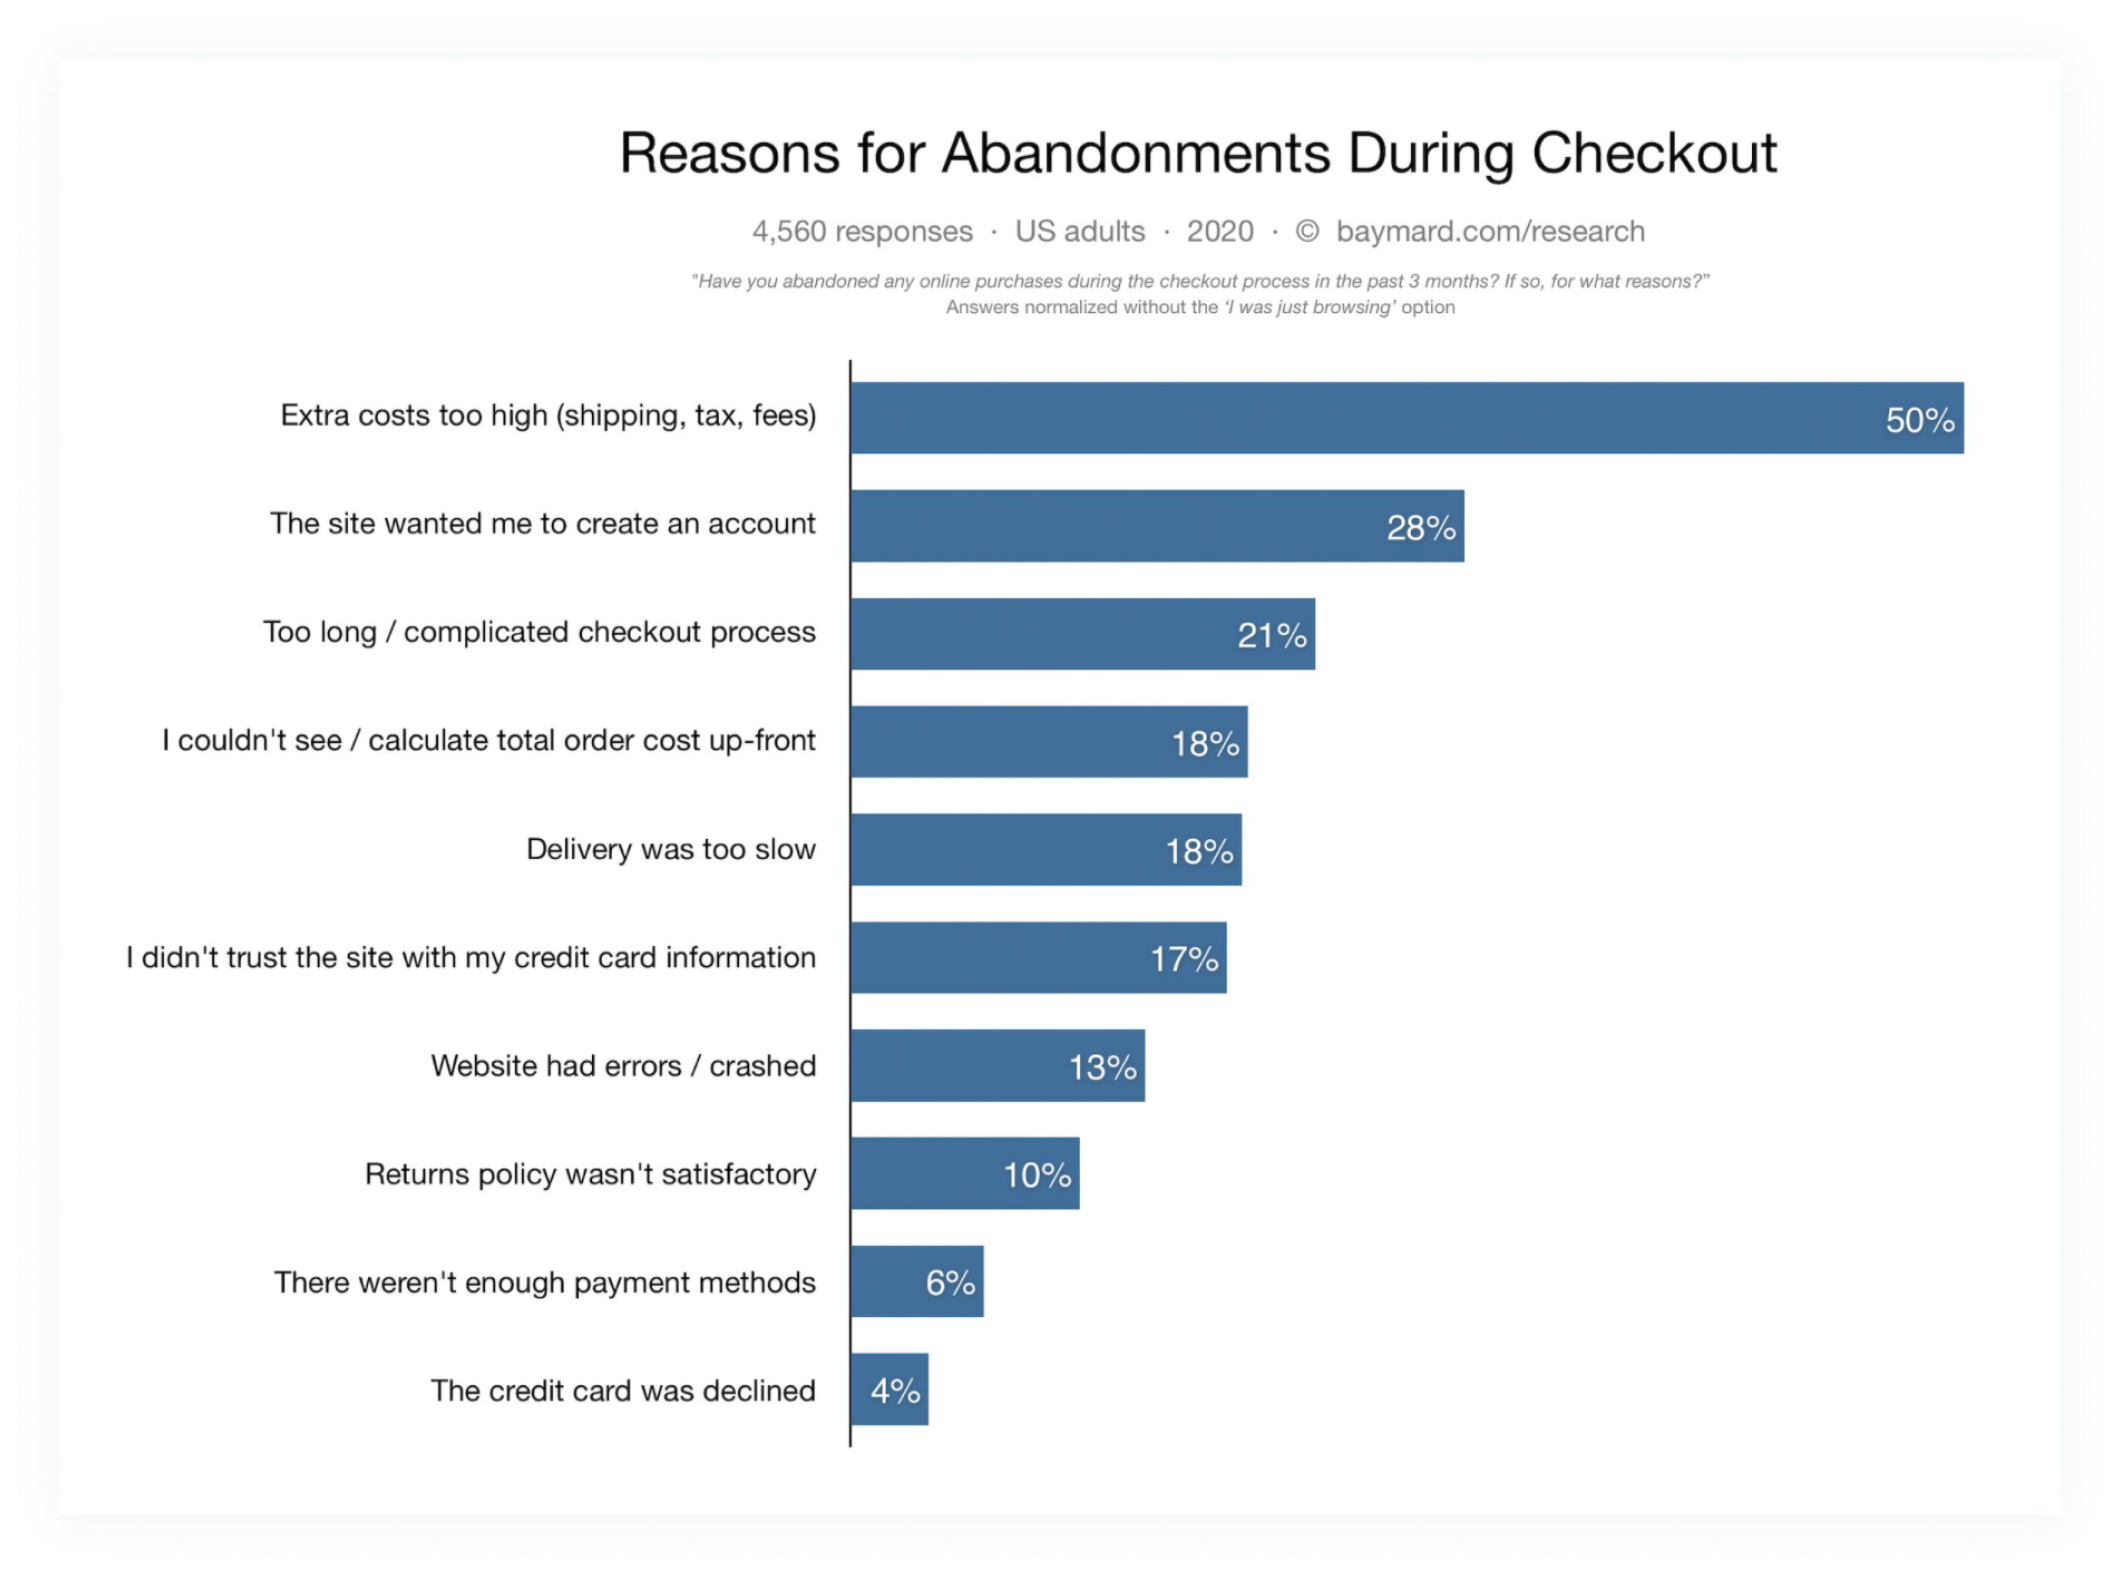 Reasons for Abandonments During Checkout
4,560 responses · US adults · 2020 · © baymard.com/research
"Have you abandoned any online purchases during the checkout process in the past 3 months? If so, for what reasons?”
Answers normalized without the ‘I was just browsing’ option
Extra costs too high (shipping, tax, fees) 50%
The site wanted me to create an account 28%
Too long / complicated checkout process 21%
I couldn't see / calculate total order cost up-front 18%
Delivery was too slow 18%
I didn't trust the site with my credit card information 17%
Website had errors / crashed 13%
Returns policy wasn't satisfactory 10%
There weren't enough payment methods 6%
The credit card was declined 4%